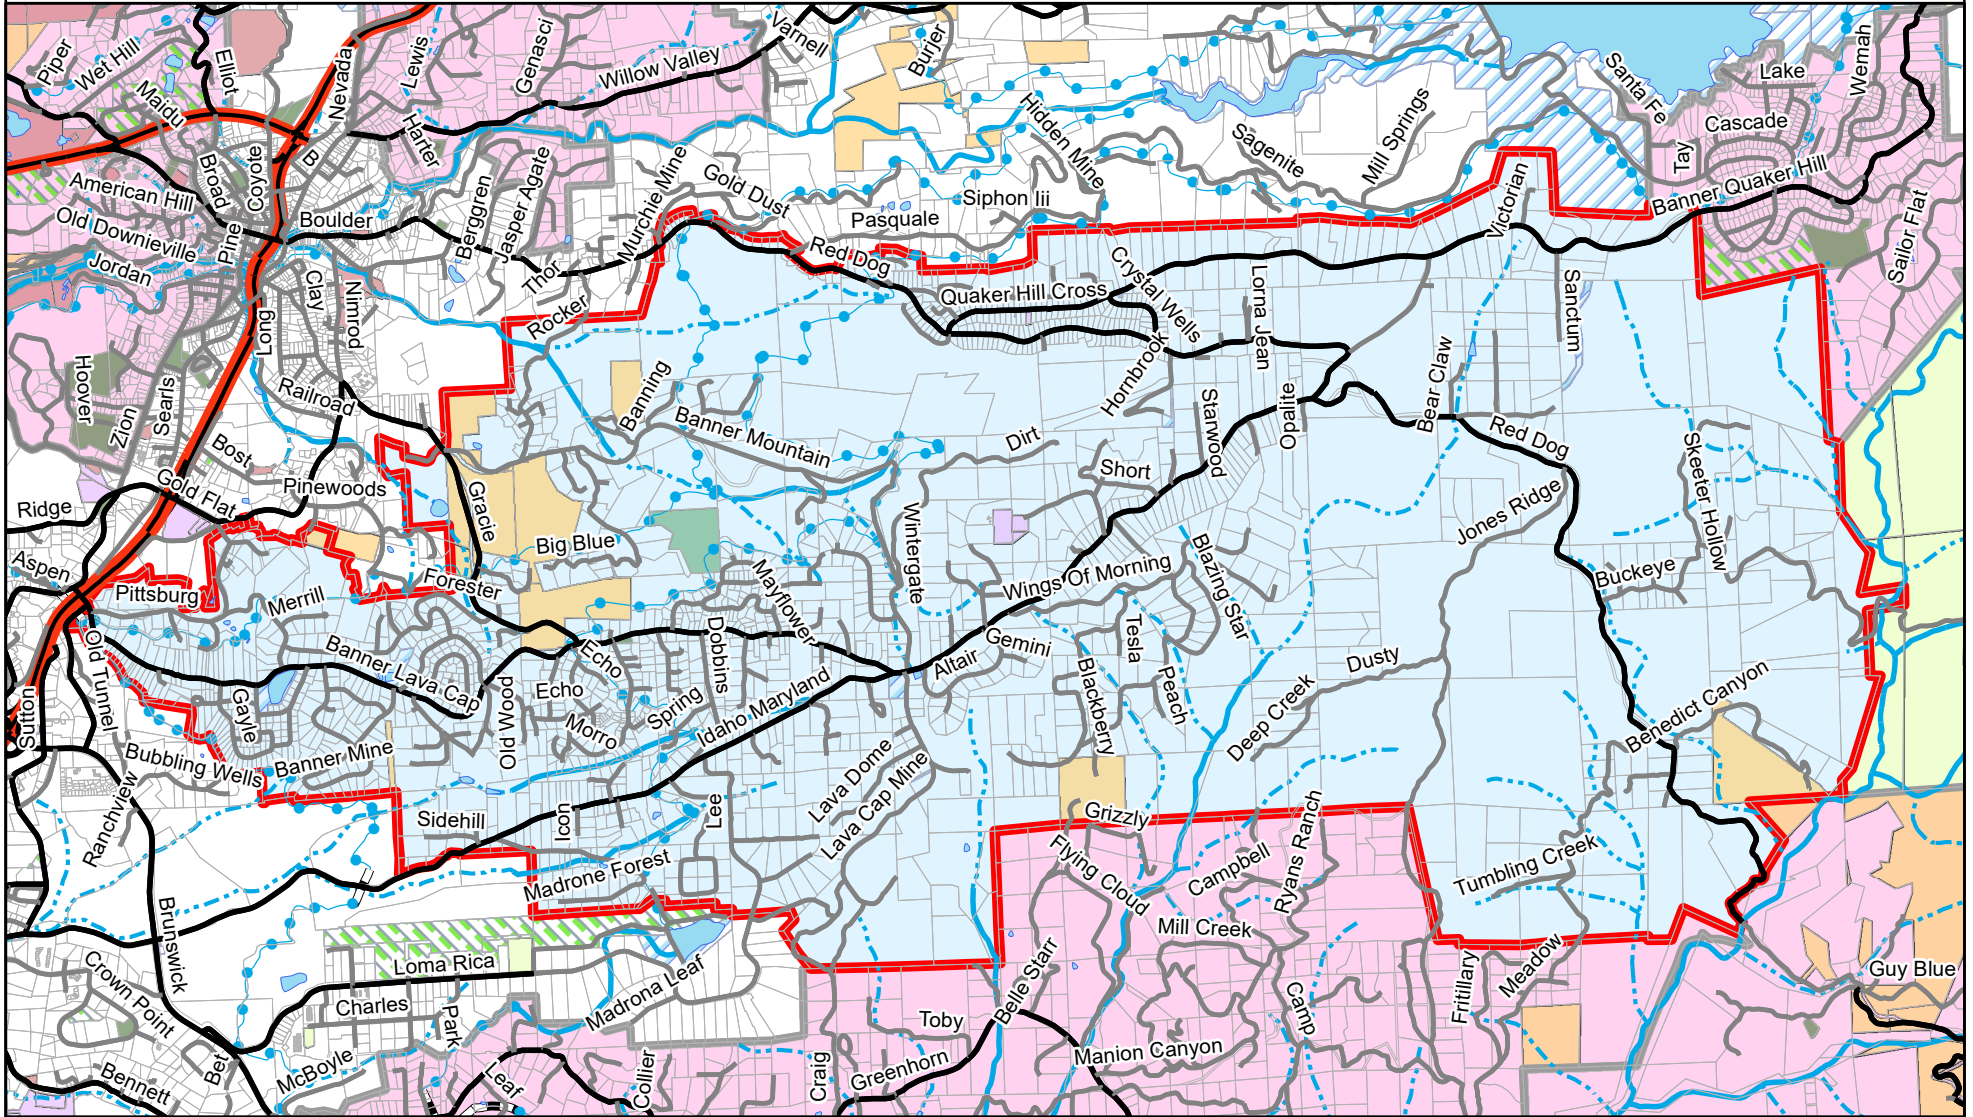 Piper
Wet Hill
Elliot
Maidu
Nevada
Lewis
Genasci
Willow Valley
Varnell
Burier
Harter
Hidden Mine
Sagenite
Mill Springs
Santa Fe
Lake
Wemah
Cascade
Tay
Banner Quaker Hill
Sailor Flat
B
Broad
Coyote
American Hill
Old Downieville
Jordan
Pine
Boulder
Berggren
Jasper Agate
Thor
Murchie Mine
Gold Dust
Pasquale
Siphon Iii
Red Dog
Victorian
Rocker
Clay
Nimrod
Long
Quaker Hill Cross
Crystal Wells
Lorna Jean
Sanctum
Hoover
Zion
Searls
Railroad
Bost
Banning
Banner Mountain
Dirt
Hornbrook
Short
Starwood
Ophelite
Bear Claw
Red Dog
Skeeter Hollow
Ridge
Gold Flat
Pinewoods
Gracie
Big Blue
Wintergate
Jones Ridge
Buckeye
Aspen
Pittsburg
Merrill
Forester
Mayflower
Wings Of Morning
Blazing Star
Old Tunnel
Banner Lava Cap
Gayle
Echo
Echo
Dobbins
Morro
Spring
Idaho Maryland
Old Wood
Altair
Gemini
Tesla
Peach
Blackberry
Dusty
Deep Creek
Benedict Canyon
Sutton
Bubbling Wells
Banner Mine
Ranchview
Sidehill
Icon
Lee
Lava Dome
Lava Cap Mine
Grizzly
Flying Cloud
Campbell
Ryans Ranch
Tumbling Creek
Madrone Forest
Mill Creek
Brunswick
Crown Point
Loma Rica
Charles
Park
Madrona Leaf
Belle Starr
Camp
Fritillary
Meadow
Guy Blue
Toby
Manion Canyon
Bennett
Bet
McBoyle
Leaf
Collier
Craig
Greenhorn